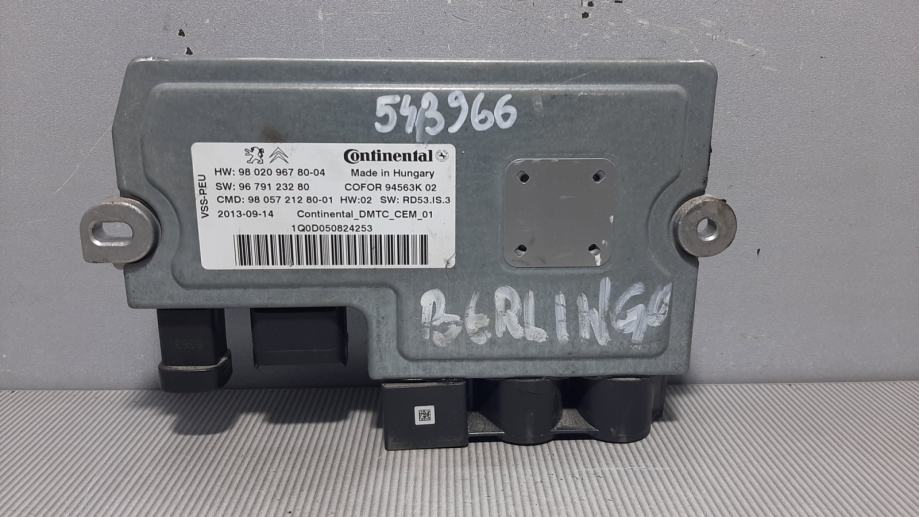 543966
Continental
HW: 98 020 967 80-04 Made in Hungary
SW: 96 791 232 80 COFOR 94563K 02
CMD: 98 057 212 80-01 HW:02 SW: RD53.IS.3
2013-09-14 Continental_DMTC_CEM_01
1Q0D050824253
VSS-PEU
BERLINGO